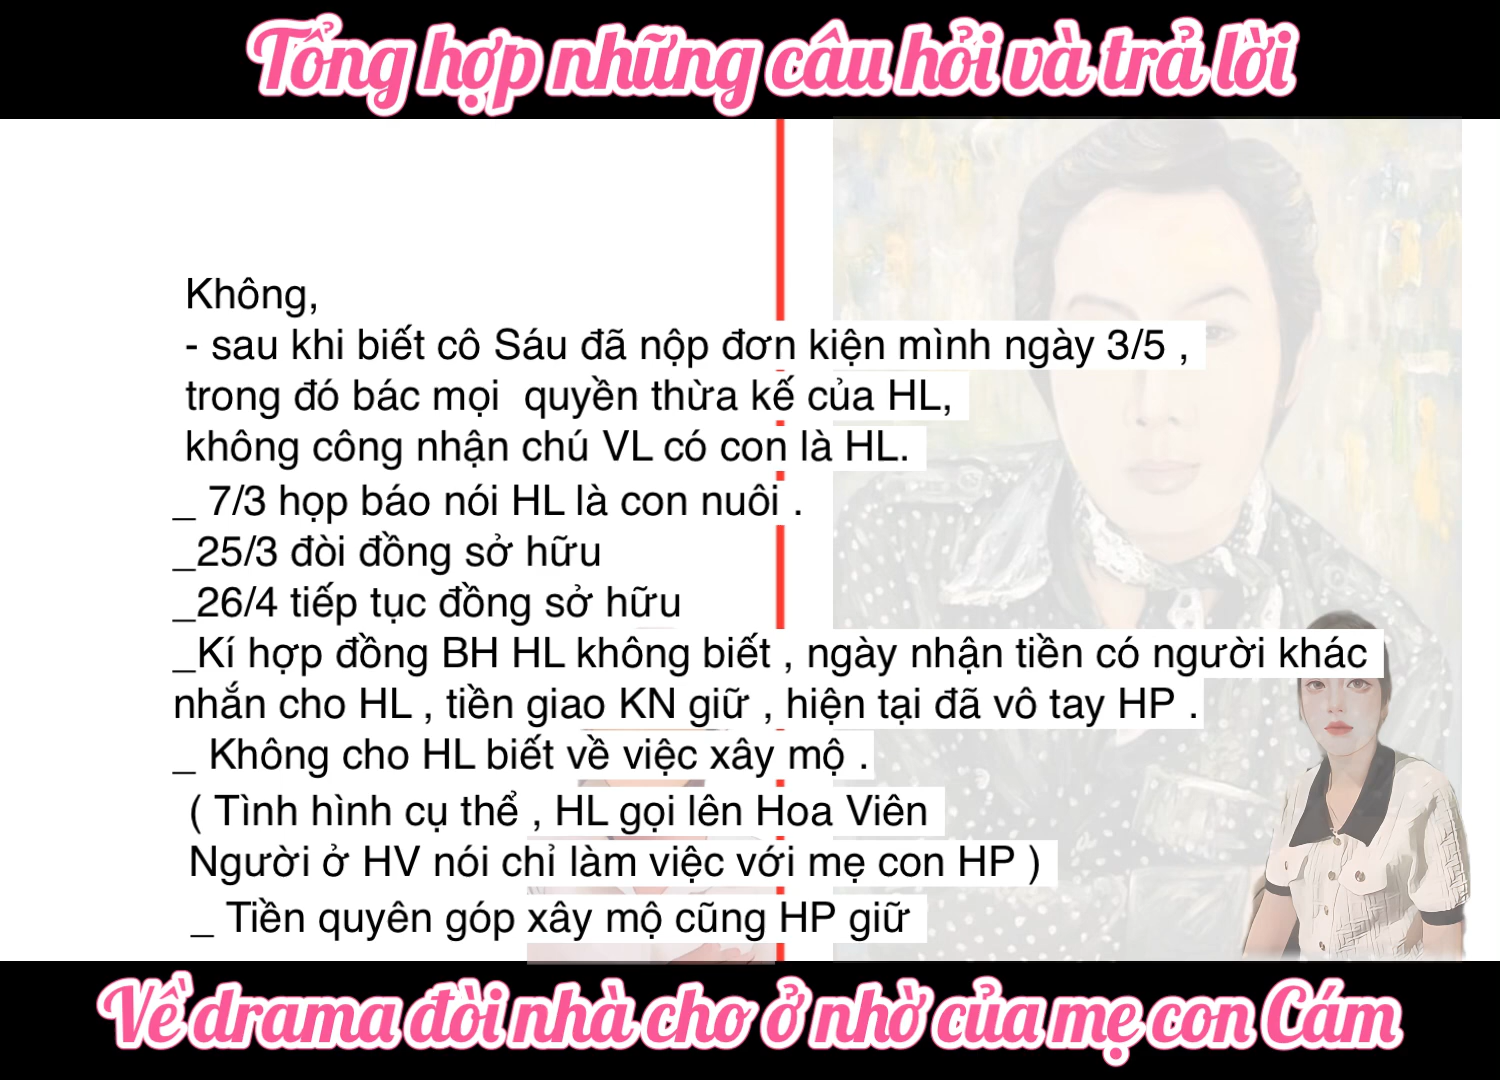 Tổng hợp những câu hỏi và trả lời
Không,
- sau khi biết cô Sáu đã nộp đơn kiện mình ngày 3/5 ,
trong đó bác mọi  quyền thừa kế của HL,
không công nhận chú VL có con là HL.
_ 7/3 họp báo nói HL là con nuôi .
_25/3 đòi đồng sở hữu
_26/4 tiếp tục đồng sở hữu
_Kí hợp đồng BH HL không biết , ngày nhận tiền có người khác
nhắn cho HL , tiền giao KN giữ , hiện tại đã vô tay HP .
_ Không cho HL biết về việc xây mộ .
( Tình hình cụ thể , HL gọi lên Hoa Viên
Người ở HV nói chỉ làm việc với mẹ con HP )
_ Tiền quyên góp xây mộ cũng HP giữ
Về drama đòi nhà cho ở nhờ của mẹ con Cám